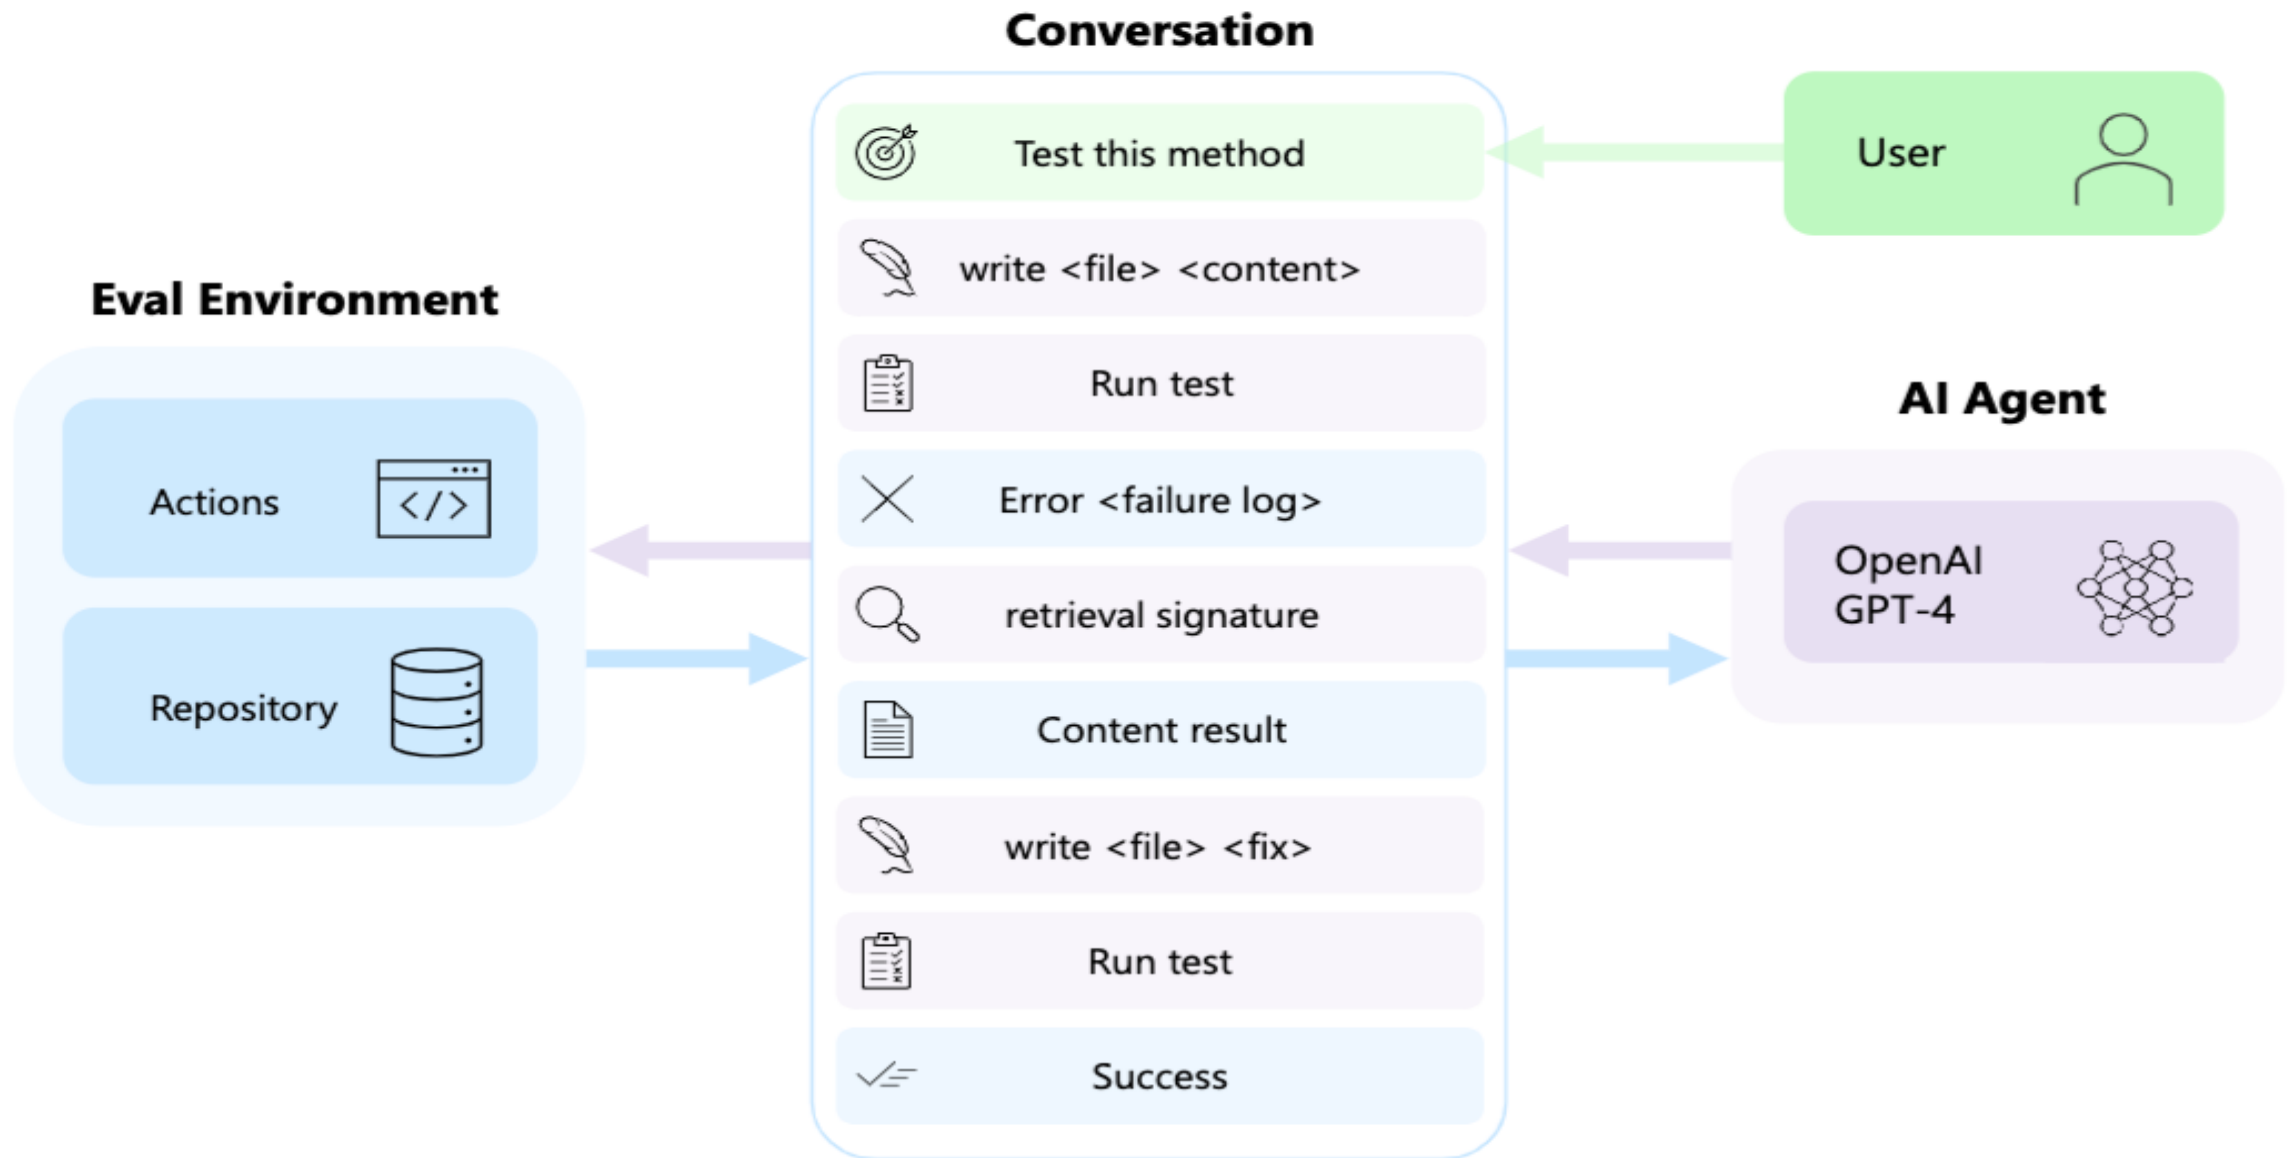 Conversation
Test this method
write <file> <content>
Run test
Error <failure log>
retrieval signature
Content result
write <file> <fix>
Run test
Success
User
Eval Environment
Actions
Repository
AI Agent
OpenAI
GPT-4